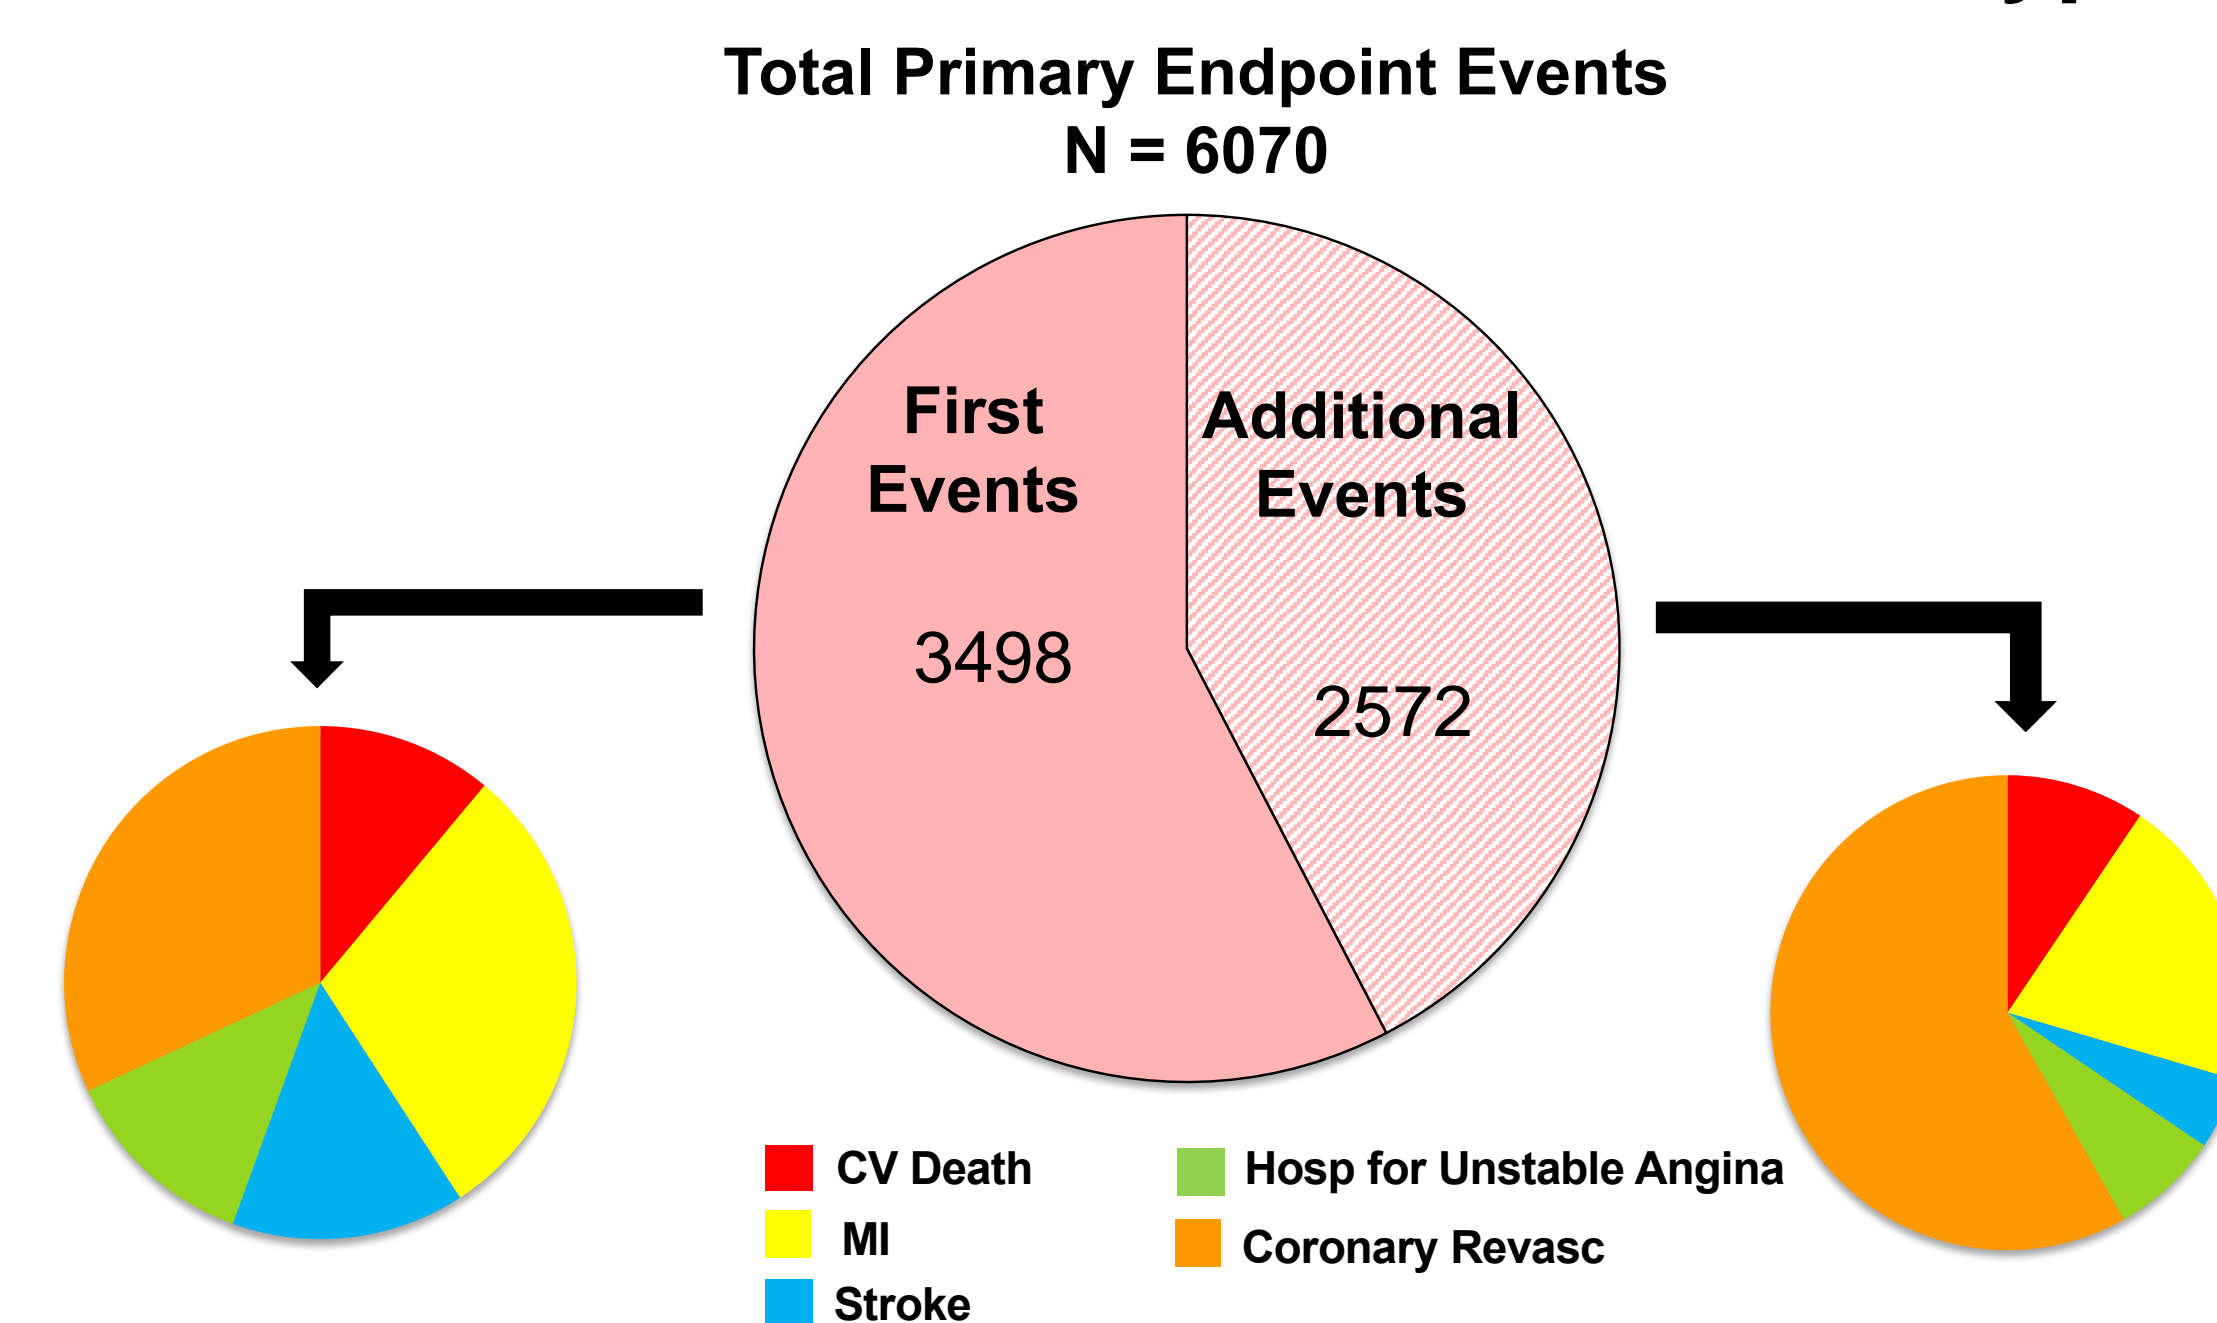 Total Primary Endpoint Events
N = 6070
First
Events
3498
Additional
Events
2572
CV Death
MI
Stroke
Hosp for Unstable Angina
Coronary Revasc